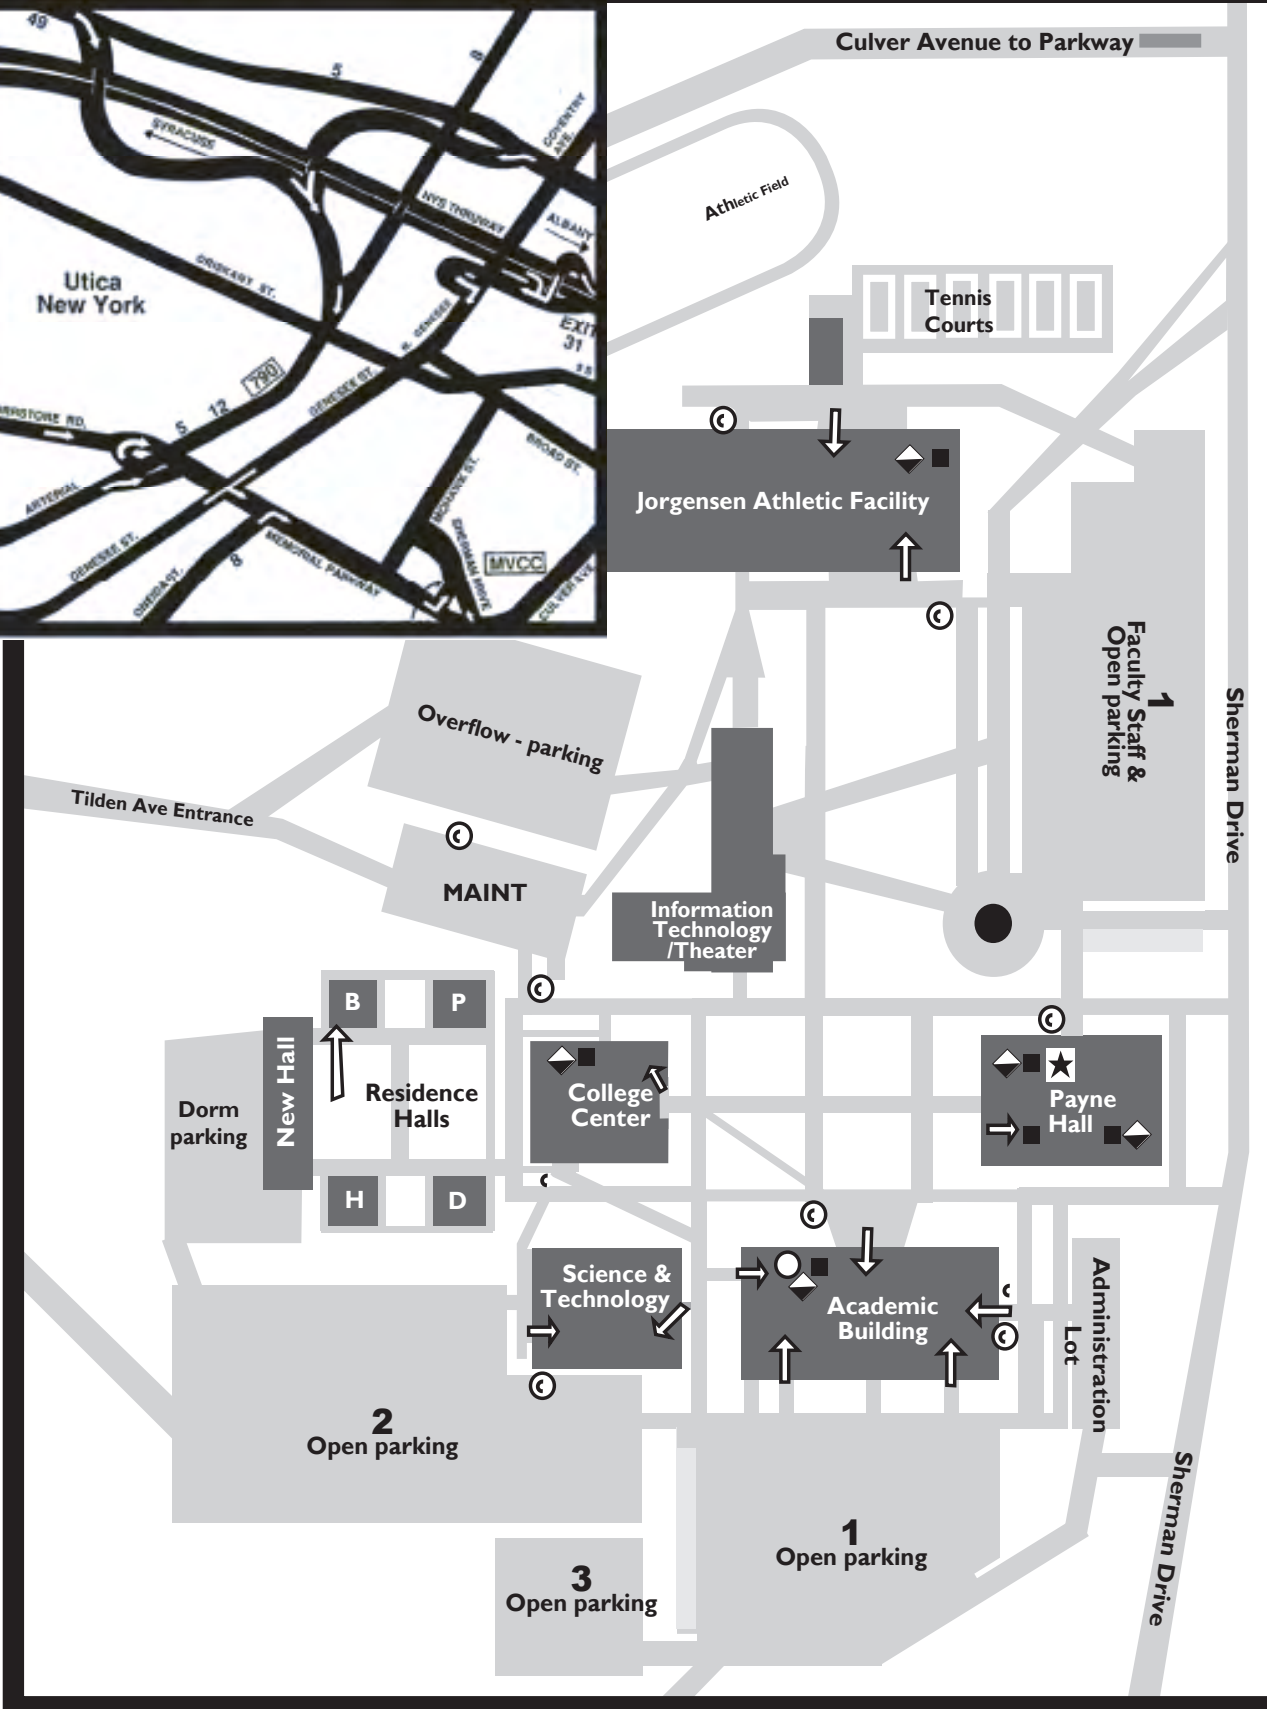 49
5
8
COVENTRY
AVE.
SYRACUSE
NYS THRUWAY
ALBANY
ORISKANY ST.
Utica
New York
N. GENESEE
EXIT
31
790
GENESEE ST.
12
5
ARTERIAL
BROAD ST.
MOHAWK ST.
SHERMAN DRIVE
MVCC
GENESEE ST.
ONEIDA ST.
8
MEMORIAL PARKWAY
CULVER AVE
Culver Avenue to Parkway
Athletic Field
Tennis
Courts
Jorgensen Athletic Facility
1
Faculty Staff &
Open parking
Sherman Drive
Overflow - parking
Tilden Ave Entrance
MAINT
Information
Technology
/Theater
B
P
New Hall
Residence
Halls
Dorm
parking
H
D
College
Center
Payne
Hall
Science &
Technology
Academic
Building
Administration
Lot
2
Open parking
1
Open parking
3
Open parking
Sherman Drive